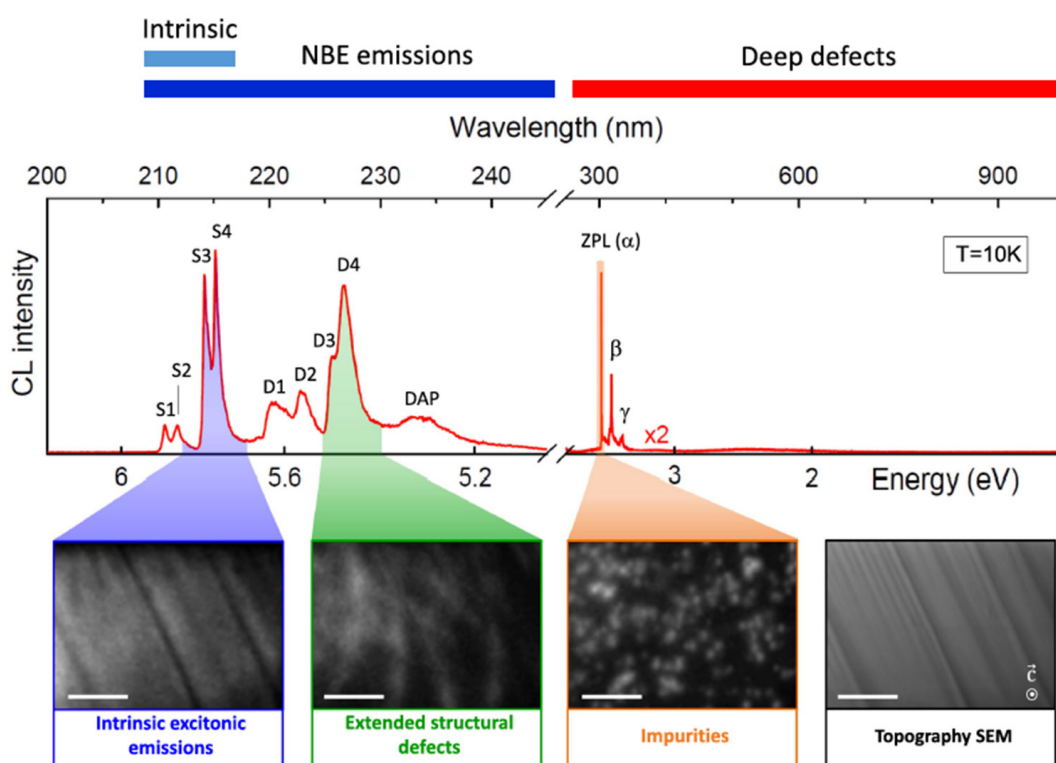 Intrinsic
NBE emissions
Deep defects
Wavelength (nm)
200 210 220 230 240 300 600 900
CL intensity
S1
S2
S3
S4
D1
D2
D3
D4
DAP
ZPL (α)
β
γ
x2
T=10K
6 5.6 5.2 3 2 Energy (eV)
c
Intrinsic excitonic
emissions
Extended structural
defects
Impurities
Topography SEM